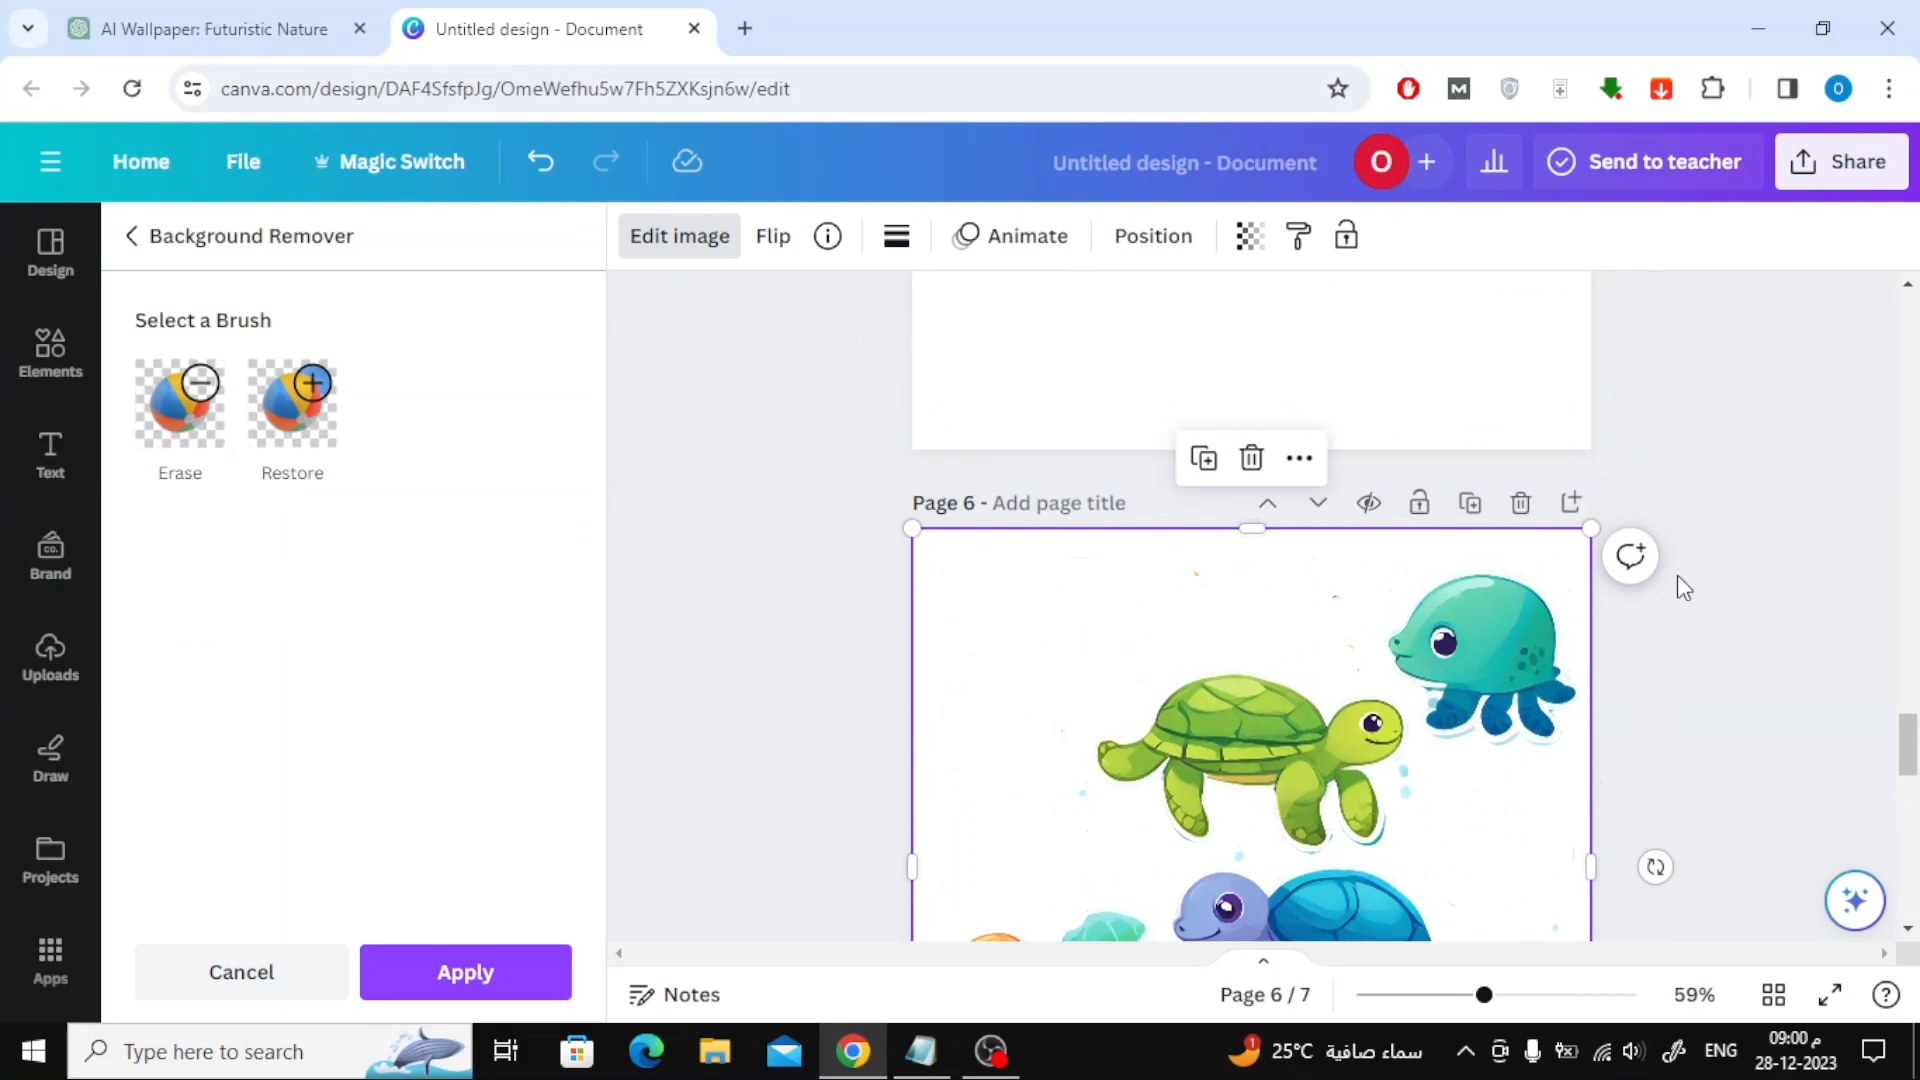 AI Wallpaper: Futuristic Nature
Untitled design - Document
canva.com/design/DAF4SfsfpJg/OmeWefhu5w7Fh5ZXKsjn6w/edit
M
O
Home
File
Magic Switch
Untitled design - Document
O
Send to teacher
Share
Design
Elements
Text
Brand
Uploads
Draw
Projects
Apps
Background Remover
Edit image
Flip
Animate
Position
Select a Brush
Erase
Restore
Cancel
Apply
CO.
Page 6 - Add page title
Notes
Page 6 / 7
59%
Type here to search
1
25°C سماء صافية
ENG
09:00 م
28-12-2023